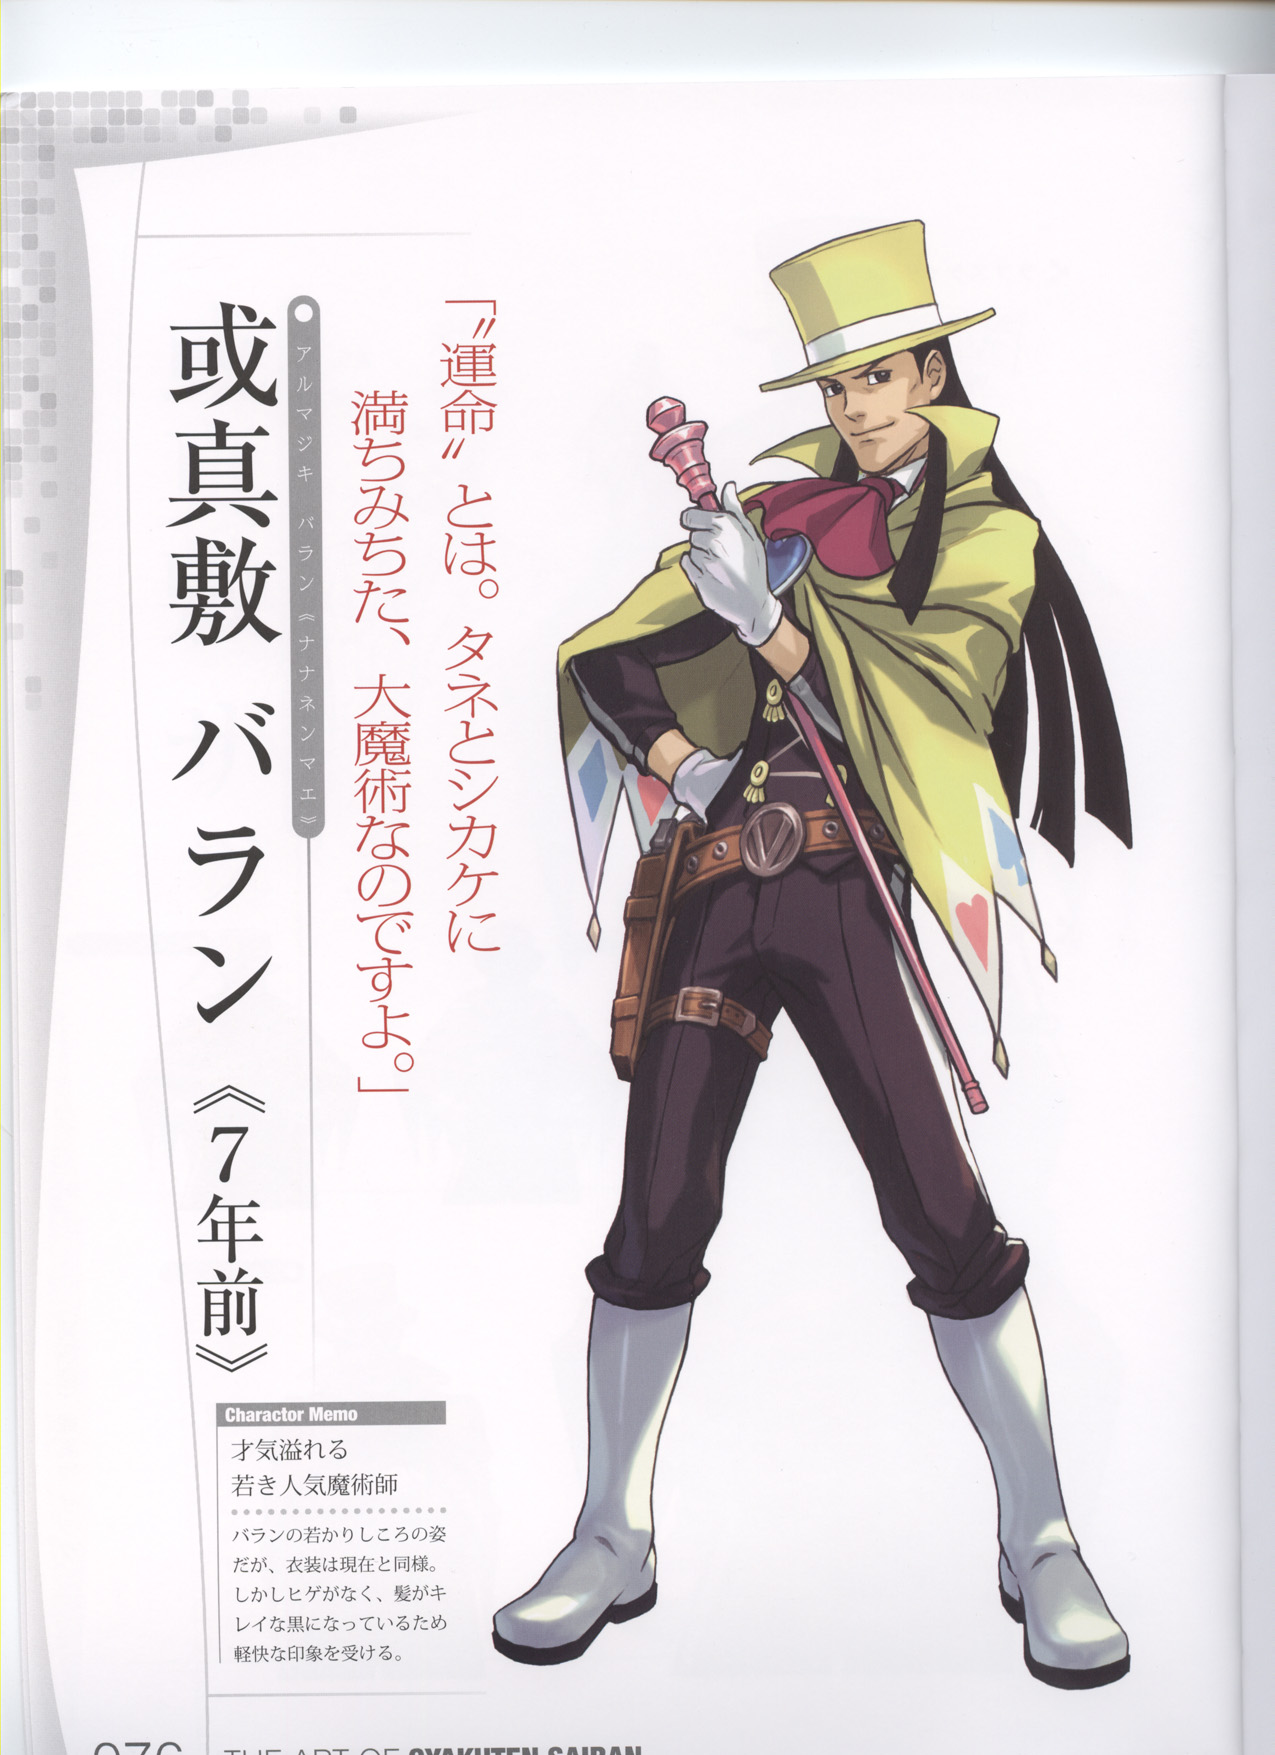 「〝運命〟とは。タネとシカケに
満ちみちた、大魔術なのですよ。」
アルマジキ バラン《ナナネンマエ》
或真敷 バラン《7年前》
Charactor Memo
才気溢れる
若き人気魔術師
バランの若かりしころの姿
だが、衣装は現在と同様。
しかしヒゲがなく、髪がキ
レイな黒になっているため
軽快な印象を受ける。
V
076 THE ART OF GYAKUTEN SAIBAN